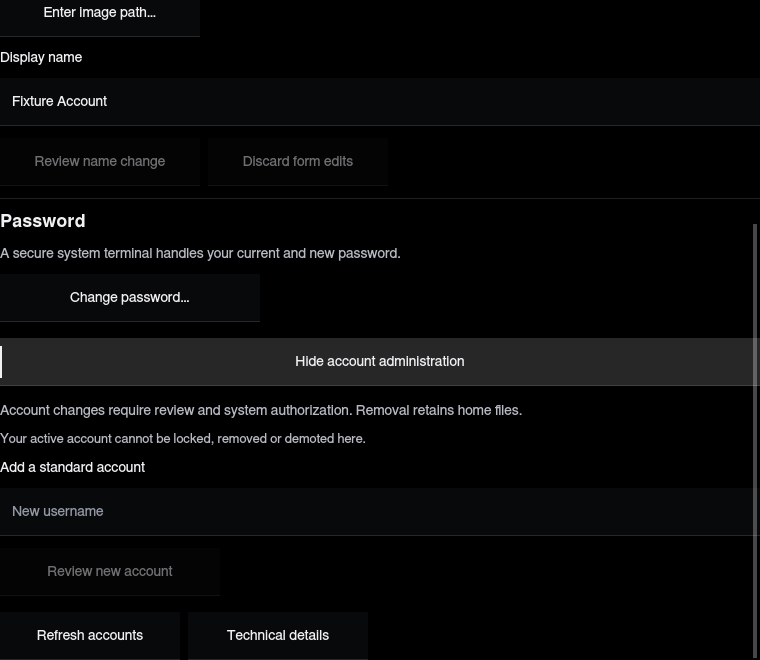 Enter image path...
Display name
Fixture Account
Review name change
Discard form edits
Password
A secure system terminal handles your current and new password.
Change password...
Hide account administration
Account changes require review and system authorization. Removal retains home files.
Your active account cannot be locked, removed or demoted here.
Add a standard account
New username
Review new account
Refresh accounts
Technical details